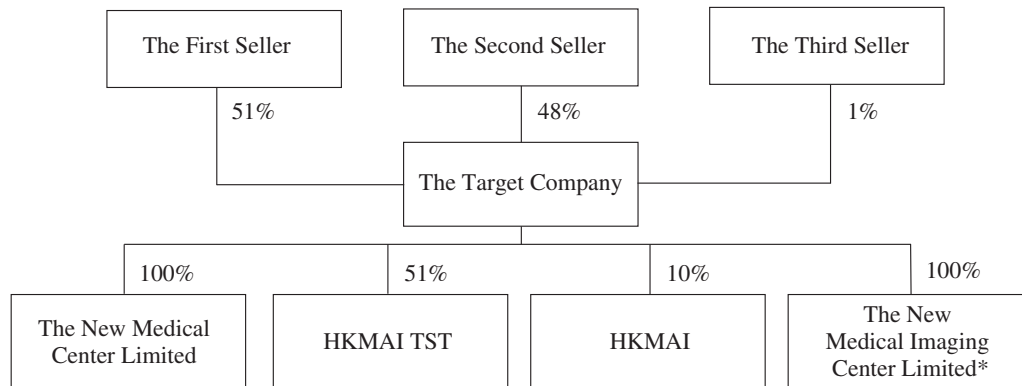 The First Seller
The Second Seller
The Third Seller
51%
48%
1%
The Target Company
100%
51%
10%
100%
The New Medical
Center Limited
HKMAI TST
HKMAI
The New
Medical Imaging
Center Limited*